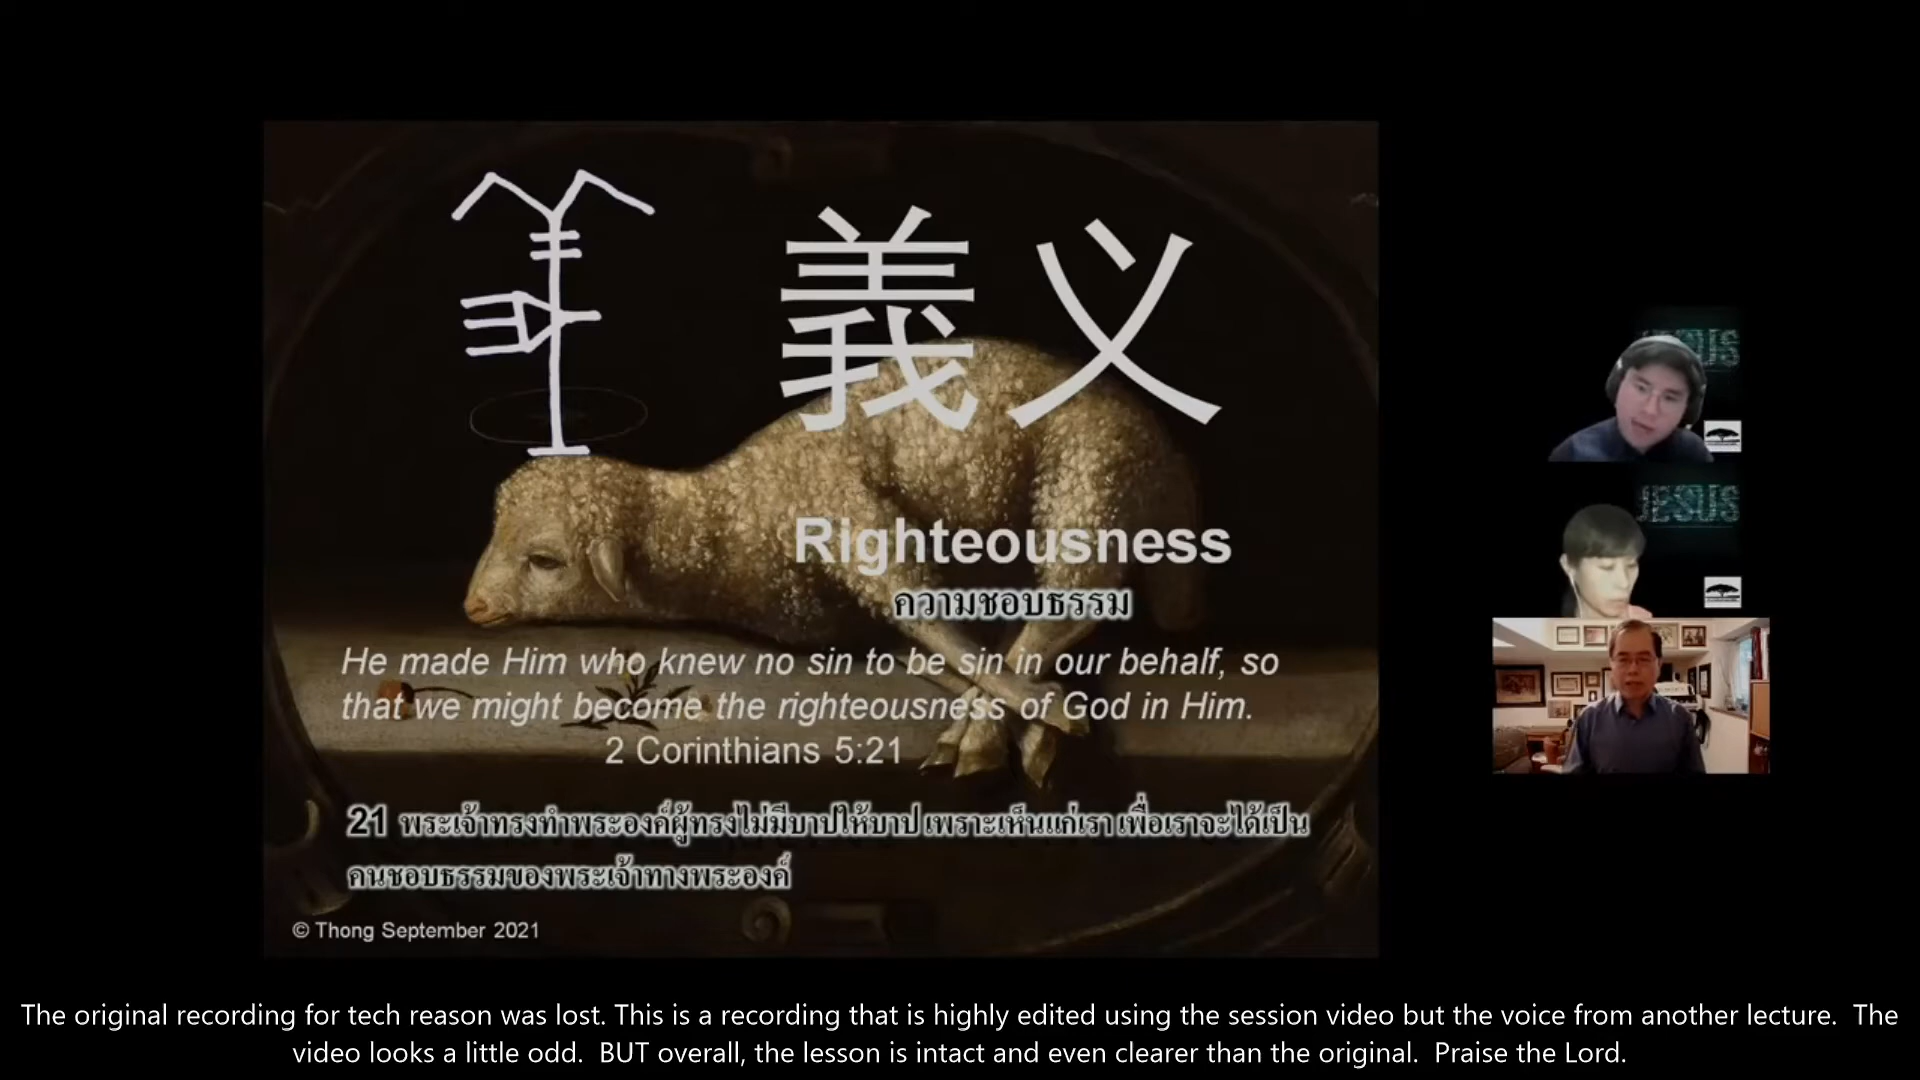 義义
Righteousness
ความชอบธรรม
He made Him who knew no sin to be sin in our behalf, so
that we might become the righteousness of God in Him.
2 Corinthians 5:21
21 พระเจ้าทรงทำพระองค์ผู้ทรงไม่มีบาปให้บาป เพราะเห็นแก่เรา เพื่อเราจะได้เป็น
คนชอบธรรมของพระเจ้าทางพระองค์
© Thong September 2021
JESUS
JESUS
The original recording for tech reason was lost. This is a recording that is highly edited using the session video but the voice from another lecture. The
video looks a little odd. BUT overall, the lesson is intact and even clearer than the original. Praise the Lord.